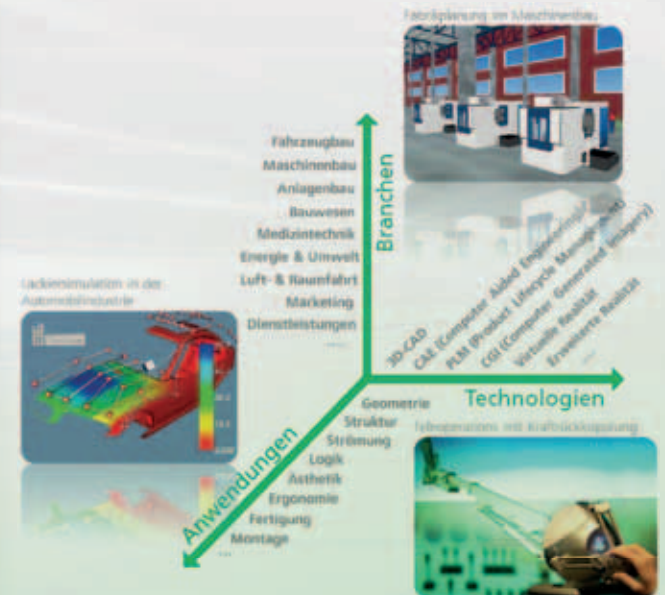 Fabrikplanung im Maschinenbau
Branchen
Fahrzeugbau
Maschinenbau
Anlagenbau
Bauwesen
Medizintechnik
Energie & Umwelt
Luft- & Raumfahrt
Marketing
Dienstleistungen
.....
Lackiersimulation in der
Automobilindustrie
3D-CAD
CAE (Computer Aided Engineering)
PLM (Product Lifecycle Management)
CGI (Computer Generated Imagery)
Virtuelle Realität
Erweiterte Realität
...
Technologien
Geometrie
Struktur
Strömung
Logik
Ästhetik
Ergonomie
Fertigung
Montage
...
Anwendungen
Teleoperations mit Kraftrückkopplung